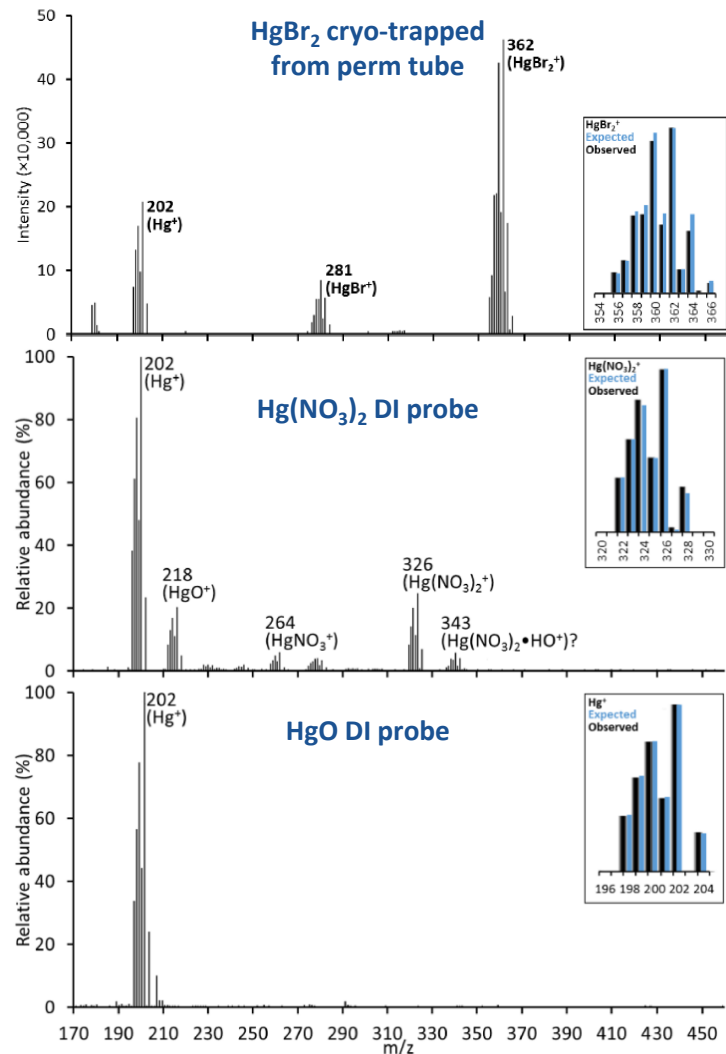 HgBr₂ cryo-trapped
from perm tube
Intensity (×10,000)
50
40
30
20
10
0
202
(Hg⁺)
281
(HgBr⁺)
362
(HgBr₂⁺)
HgBr₂⁺
Expected
Observed
354 356 358 360 362 364 366
Hg(NO₃)₂ DI probe
Relative abundance (%)
100
80
60
40
20
0
202
(Hg⁺)
218
(HgO⁺)
264
(HgNO₃⁺)
326
(Hg(NO₃)₂⁺)
343
(Hg(NO₃)₂•HO⁺)?
Hg(NO₃)₂⁺
Expected
Observed
320 322 324 326 328 330
HgO DI probe
Relative abundance (%)
100
80
60
40
20
0
202
(Hg⁺)
Hg⁺
Expected
Observed
196 198 200 202 204
170 190 210 230 250 270 290 310 330 350 370 390 410 430 450
m/z